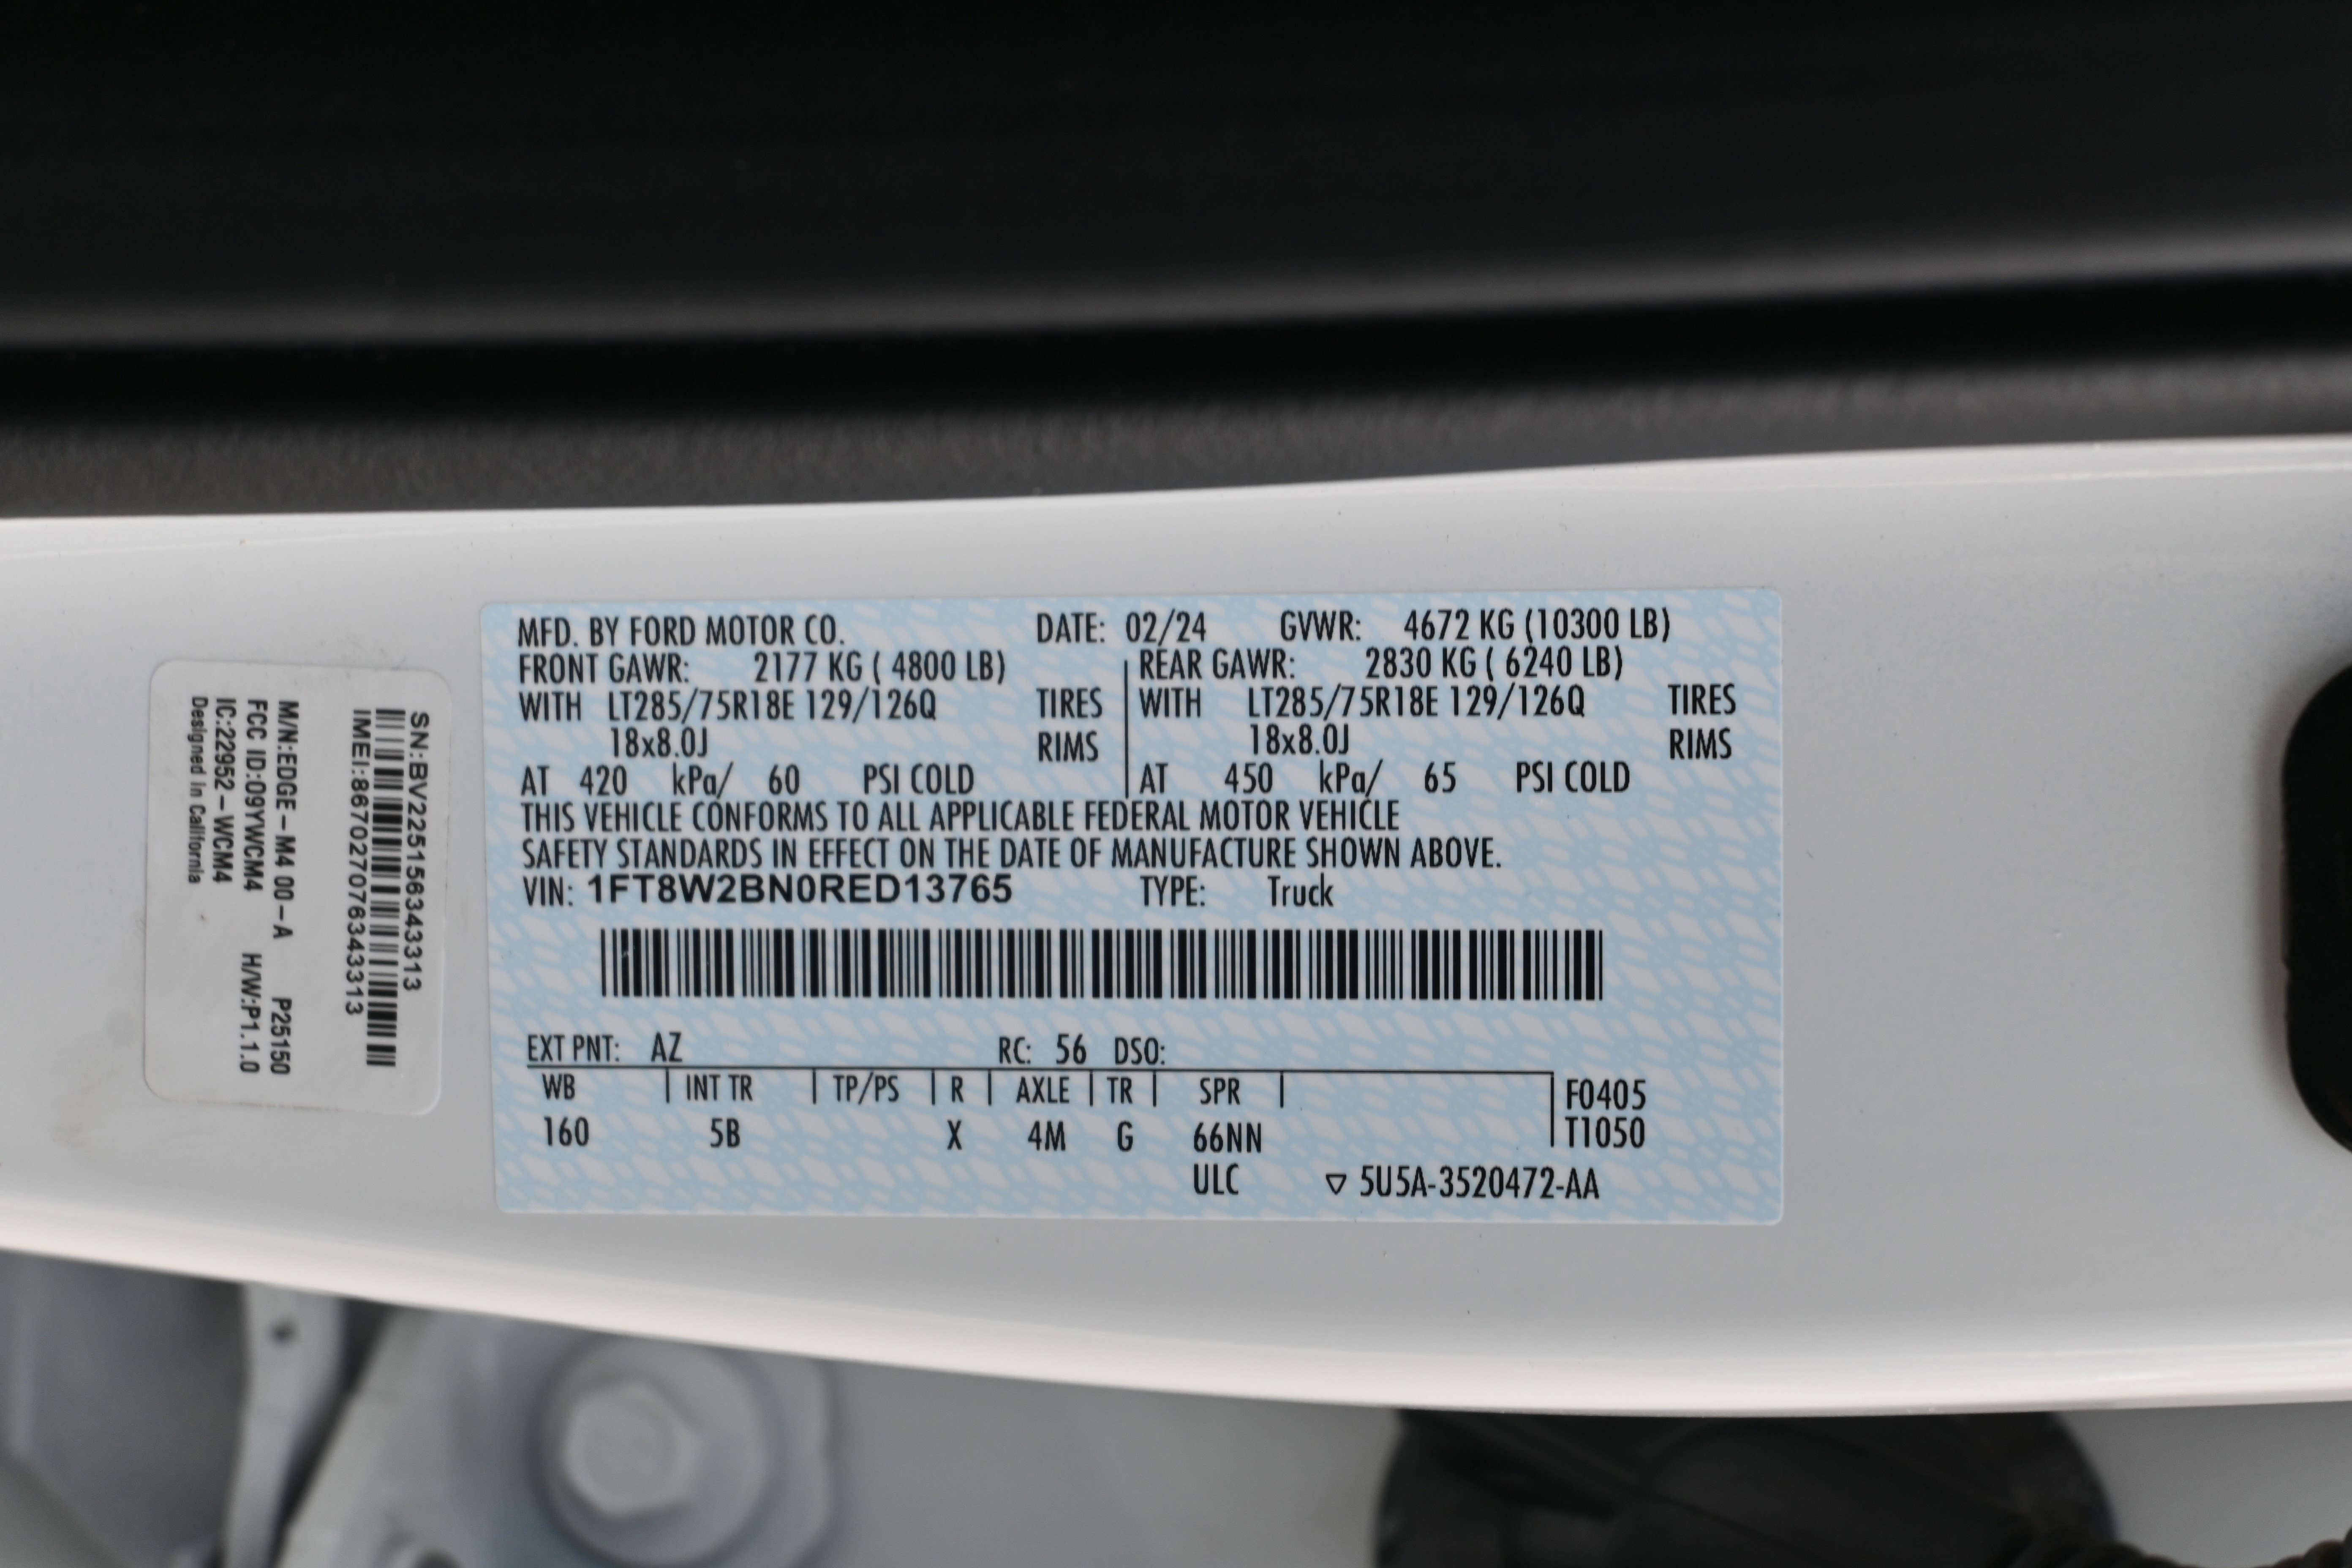 MFD. BY FORD MOTOR CO. DATE: 02/24 GVWR: 4672 KG (10300 LB)
FRONT GAWR: 2177 KG ( 4800 LB) REAR GAWR: 2830 KG ( 6240 LB)
WITH LT285/75R18E 129/126Q TIRES WITH LT285/75R18E 129/126Q TIRES
18x8.0J RIMS 18x8.0J RIMS
AT 420 kPa/ 60 PSI COLD AT 450 kPa/ 65 PSI COLD
THIS VEHICLE CONFORMS TO ALL APPLICABLE FEDERAL MOTOR VEHICLE
SAFETY STANDARDS IN EFFECT ON THE DATE OF MANUFACTURE SHOWN ABOVE.
VIN: 1FT8W2BN0RED13765 TYPE: Truck
EXT PNT: AZ RC: 56 DSO:
WB INT TR TP/PS R AXLE TR SPR F0405
160 5B X 4M G 66NN T1050
ULC ▽ 5U5A-3520472-AA
SN:BV225156343313
IMEI:867027076343313
M/N:EDGE-M4 00-A P25150
FCC ID:O9YWCM4 H/W:P1.1.0
IC:22952-WCM4
Designed in California